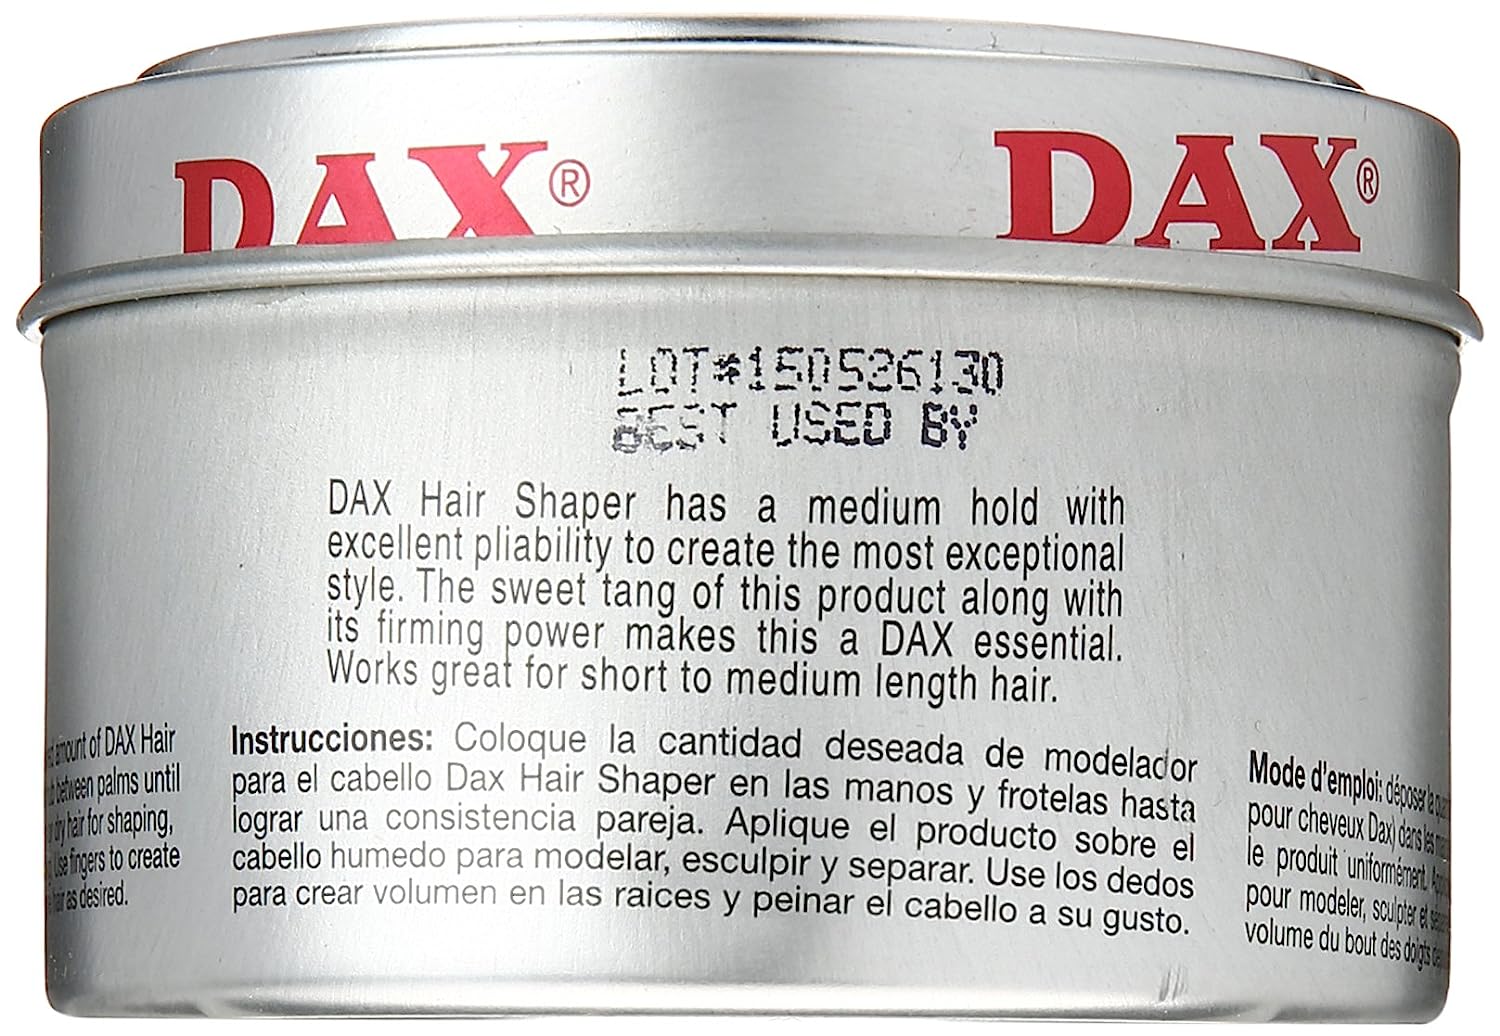 DAX® DAX®
LOT#150526130
BEST USED BY
DAX Hair Shaper has a medium hold with
excellent pliability to create the most exceptional
style. The sweet tang of this product along with
its firming power makes this a DAX essential.
Works great for short to medium length hair.
amount of DAX Hair
between palms until
dry hair for shaping,
Use fingers to create
hair as desired.
Instrucciones: Coloque la cantidad deseada de modelador
para el cabello Dax Hair Shaper en las manos y frotelas hasta
lograr una consistencia pareja. Aplique el producto sobre el
cabello humedo para modelar, esculpir y separar. Use los dedos
para crear volumen en las raices y peinar el cabello a su gusto.
Mode d'emploi: déposer la
pour cheveux Dax) dans les
le produit uniformément.
pour modeler, sculpter et
volume du bout des doigts